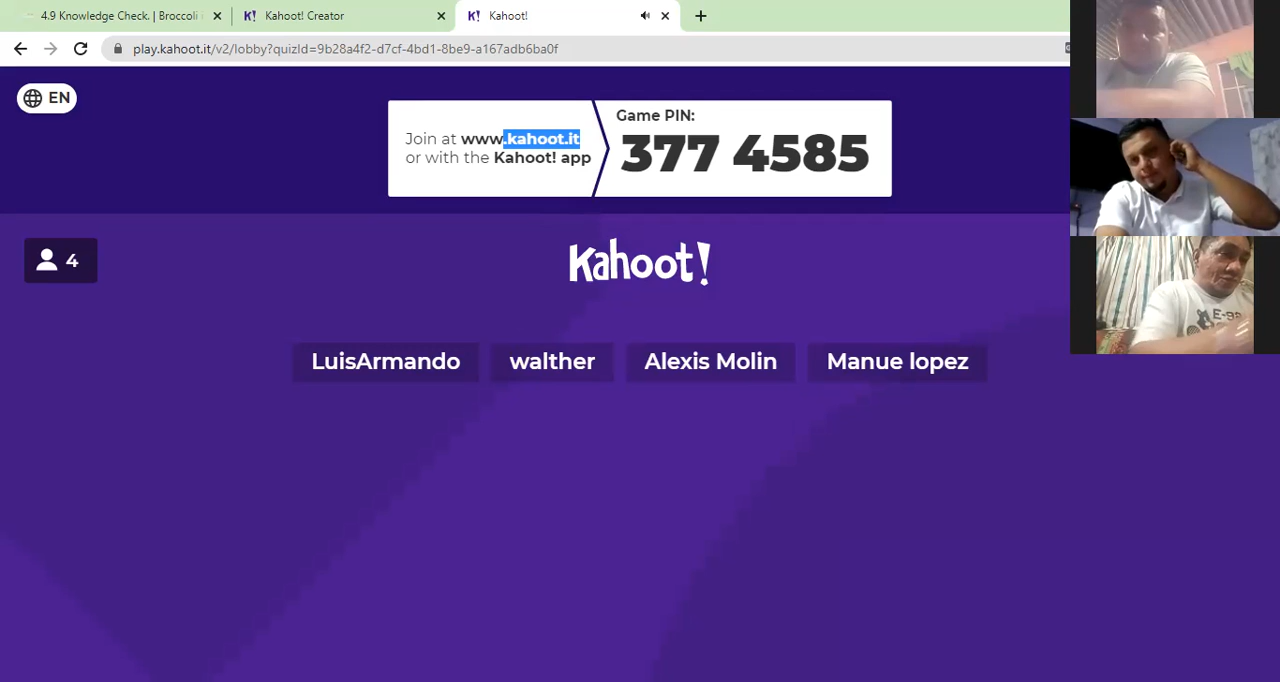 4.9 Knowledge Check. | Broccoli
Kahoot! Creator
Kahoot!
play.kahoot.it/v2/lobby?quizId=9b28a4f2-d7cf-4bd1-8be9-a167adb6ba0f
EN
Join at www.kahoot.it
or with the Kahoot! app
Game PIN:
377 4585
4
Kahoot!
LuisArmando
walther
Alexis Molin
Manue lopez